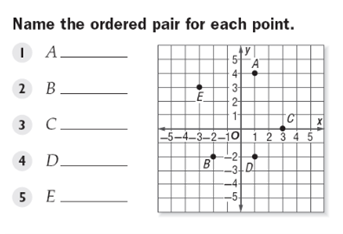 Name the ordered pair for each point.
1 A.
2 B.
3 C.
4 D.
5 E.
y
5
4
3
2
1
A
E
C
x
-5-4-3-2-1O 1 2 3 4 5
B
D
-2
-3
-4
-5